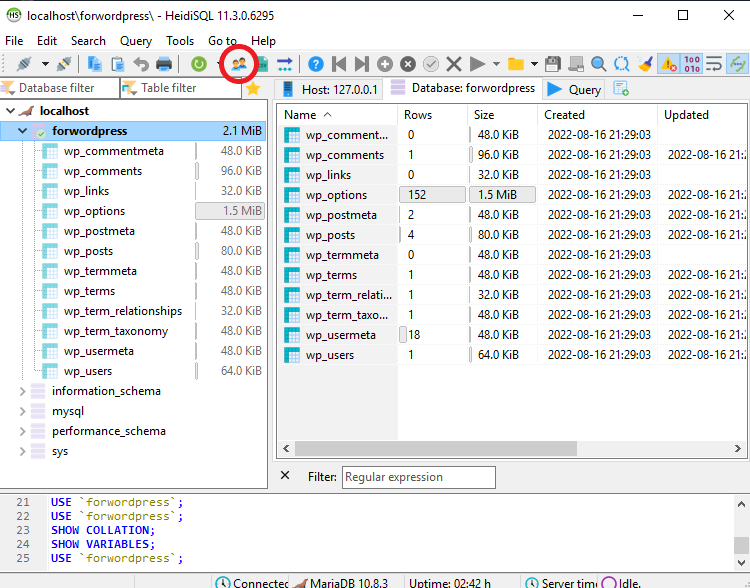 localhost\forwordpress\ - HeidiSQL 11.3.0.6295
File Edit Search Query Tools Go to Help
Database filter Table filter
Host: 127.0.0.1 Database: forwordpress Query
localhost
forwordpress 2.1 MiB
wp_commentmeta 48.0 KiB
wp_comments 96.0 KiB
wp_links 32.0 KiB
wp_options 1.5 MiB
wp_postmeta 48.0 KiB
wp_posts 80.0 KiB
wp_termmeta 48.0 KiB
wp_terms 48.0 KiB
wp_term_relationships 32.0 KiB
wp_term_taxonomy 48.0 KiB
wp_usermeta 48.0 KiB
wp_users 64.0 KiB
information_schema
mysql
performance_schema
sys
Name Rows Size Created Updated
wp_comment... 0 48.0 KiB 2022-08-16 21:29:03
wp_comments 1 96.0 KiB 2022-08-16 21:29:03 2022-08-16 21:2
wp_links 0 32.0 KiB 2022-08-16 21:29:03
wp_options 152 1.5 MiB 2022-08-16 21:29:03 2022-08-16 21:2
wp_postmeta 2 48.0 KiB 2022-08-16 21:29:03 2022-08-16 21:2
wp_posts 4 80.0 KiB 2022-08-16 21:29:03 2022-08-16 21:2
wp_termmeta 0 48.0 KiB 2022-08-16 21:29:03
wp_terms 1 48.0 KiB 2022-08-16 21:29:03 2022-08-16 21:2
wp_term_relati... 1 32.0 KiB 2022-08-16 21:29:03 2022-08-16 21:2
wp_term_taxo... 1 48.0 KiB 2022-08-16 21:29:03 2022-08-16 21:2
wp_usermeta 18 48.0 KiB 2022-08-16 21:29:03 2022-08-16 21:2
wp_users 1 64.0 KiB 2022-08-16 21:29:03 2022-08-16 21:2
Filter: Regular expression
21 USE `forwordpress`;
22 USE `forwordpress`;
23 SHOW COLLATION;
24 SHOW VARIABLES;
25 USE `forwordpress`;
Connected MariaDB 10.8.3 Uptime: 02:42 h Server time Idle.